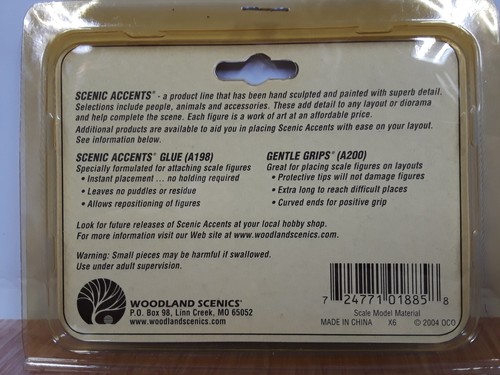 SCENIC ACCENTS® - a product line that has been hand sculpted and painted with superb detail.
Selections include people, animals and accessories. These add detail to any layout or diorama
and help complete the scene. Each figure is a work of art at an affordable price.
Additional products are available to aid you in placing Scenic Accents with ease on your layout.
See information below.
SCENIC ACCENTS® GLUE (A198)
Specially formulated for attaching scale figures
• Instant placement ... no holding required
• Leaves no puddles or residue
• Allows repositioning of figures
GENTLE GRIPS® (A200)
Great for placing scale figures on layouts
• Protective tips will not damage figures
• Extra long to reach difficult places
• Curved ends for positive grip
Look for future releases of Scenic Accents at your local hobby shop.
For more information visit our Web site at www.woodlandscenics.com.
Warning: Small pieces may be harmful if swallowed.
Use under adult supervision.
WOODLAND SCENICS®
P.O. Box 98, Linn Creek, MO 65052
www.woodlandscenics.com
7 24771 01885 8
Scale Model Material
MADE IN CHINA X6 © 2004 OCO